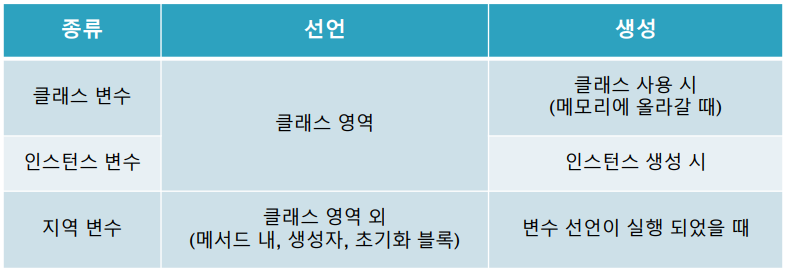 종류
선언
생성
클래스 변수
클래스 영역
클래스 사용 시
(메모리에 올라갈 때)
인스턴스 변수
인스턴스 생성 시
지역 변수
클래스 영역 외
(메서드 내, 생성자, 초기화 블록)
변수 선언이 실행 되었을 때